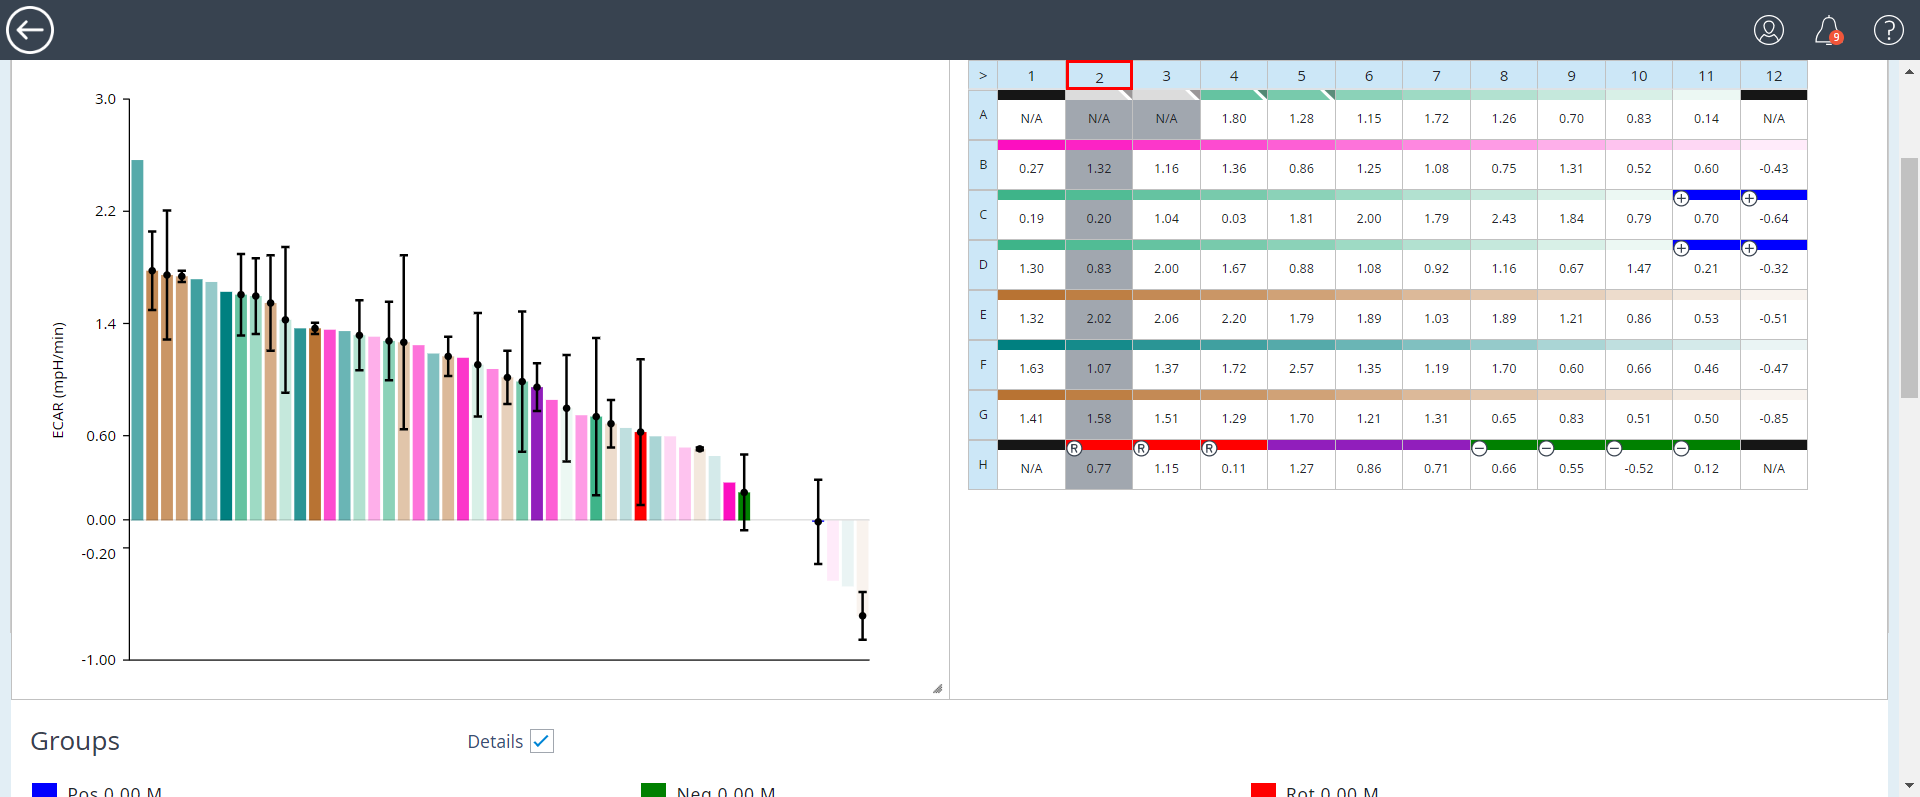 9
?
3.0
2.2
1.4
0.60
0.00
-0.20
-1.00
ECAR (mpH/min)
> 1 2 3 4 5 6 7 8 9 10 11 12
A N/A N/A N/A 1.80 1.28 1.15 1.72 1.26 0.70 0.83 0.14 N/A
B 0.27 1.32 1.16 1.36 0.86 1.25 1.08 0.75 1.31 0.52 0.60 -0.43
+ +
C 0.19 0.20 1.04 0.03 1.81 2.00 1.79 2.43 1.84 0.79 0.70 -0.64
+ +
D 1.30 0.83 2.00 1.67 0.88 1.08 0.92 1.16 0.67 1.47 0.21 -0.32
E 1.32 2.02 2.06 2.20 1.79 1.89 1.03 1.89 1.21 0.86 0.53 -0.51
F 1.63 1.07 1.37 1.72 2.57 1.35 1.19 1.70 0.60 0.66 0.46 -0.47
G 1.41 1.58 1.51 1.29 1.70 1.21 1.31 0.65 0.83 0.51 0.50 -0.85
R R R − − − −
H N/A 0.77 1.15 0.11 1.27 0.86 0.71 0.66 0.55 -0.52 0.12 N/A
Groups
Details
Pos 0.00 M
Neg 0.00 M
Rot 0.00 M